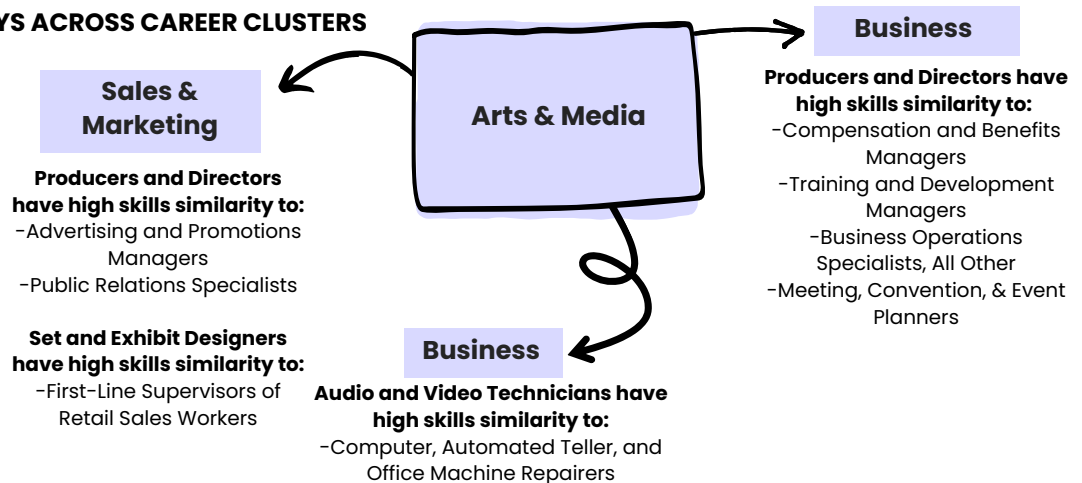 YS ACROSS CAREER CLUSTERS
Sales &
Marketing
Producers and Directors
have high skills similarity to:
-Advertising and Promotions
Managers
-Public Relations Specialists
Set and Exhibit Designers
have high skills similarity to:
-First-Line Supervisors of
Retail Sales Workers
Arts & Media
Business
Audio and Video Technicians have
high skills similarity to:
-Computer, Automated Teller, and
Office Machine Repairers
Business
Producers and Directors have
high skills similarity to:
-Compensation and Benefits
Managers
-Training and Development
Managers
-Business Operations
Specialists, All Other
-Meeting, Convention, & Event
Planners